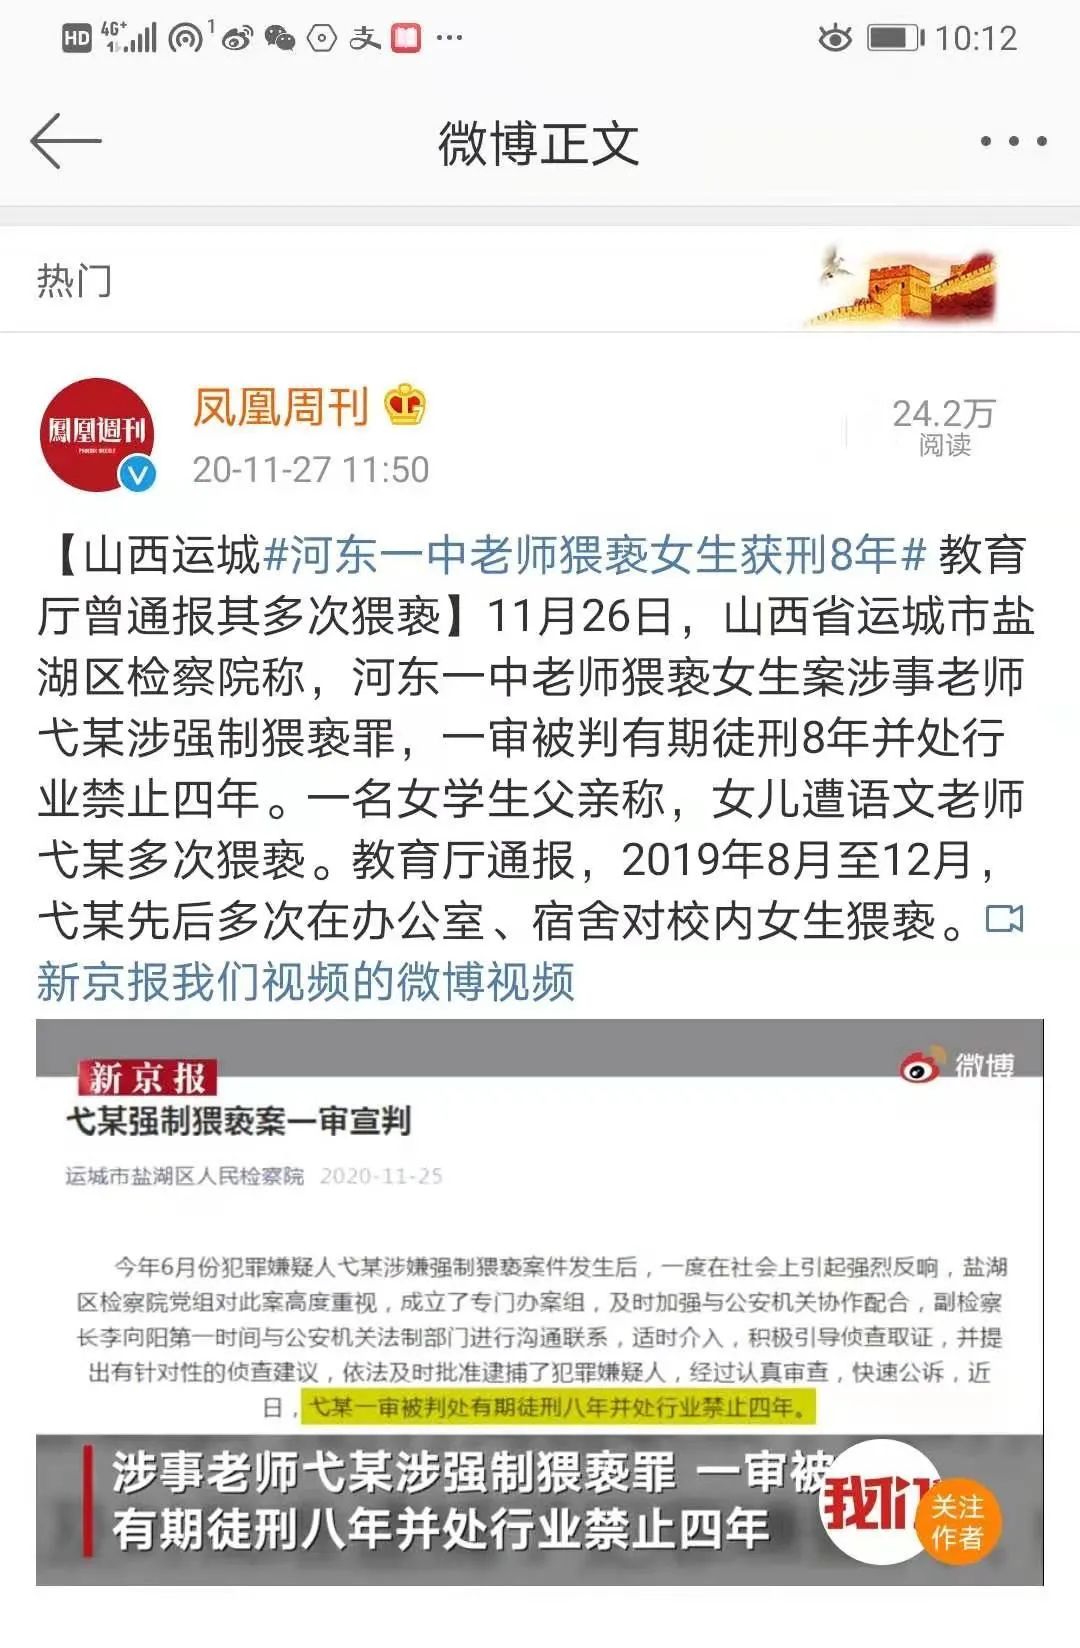 HD 4G+ 1 支 10:12
微博正文
热门
鳳凰週刊
凤凰周刊
24.2万
阅读
20-11-27 11:50
【山西运城#河东一中老师猥亵女生获刑8年# 教育
厅曾通报其多次猥亵】11月26日，山西省运城市盐
湖区检察院称，河东一中老师猥亵女生案涉事老师
弋某涉强制猥亵罪，一审被判有期徒刑8年并处行
业禁止四年。一名女学生父亲称，女儿遭语文老师
弋某多次猥亵。教育厅通报，2019年8月至12月，
弋某先后多次在办公室、宿舍对校内女生猥亵。
新京报我们视频的微博视频
新京报
微博
弋某强制猥亵案一审宣判
运城市盐湖区人民检察院 2020-11-25
今年6月份犯罪嫌疑人弋某涉嫌强制猥亵案件发生后，一度在社会上引起强烈反响，盐湖
区检察院党组对此案高度重视，成立了专门办案组，及时加强与公安机关协作配合，副检察
长李向阳第一时间与公安机关法制部门进行沟通联系，适时介入，积极引导侦查取证，并提
出有针对性的侦查建议，依法及时批准逮捕了犯罪嫌疑人，经过认真审查，快速公诉，近
日，弋某一审被判处有期徒刑八年并处行业禁止四年。
涉事老师弋某涉强制猥亵罪 一审被
有期徒刑八年并处行业禁止四年
我们
关注
作者